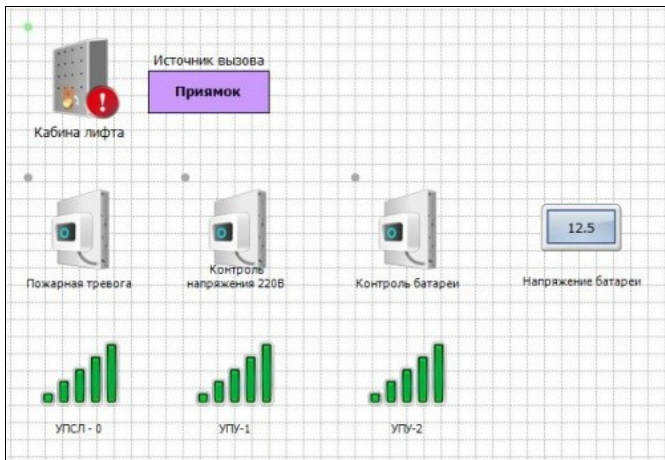 Источник вызова
Приямок
Кабина лифта
12.5
Пожарная тревога
Контроль
напряжения 220В
Контроль батареи
Напряжение батареи
УПСЛ - 0
УПУ-1
УПУ-2